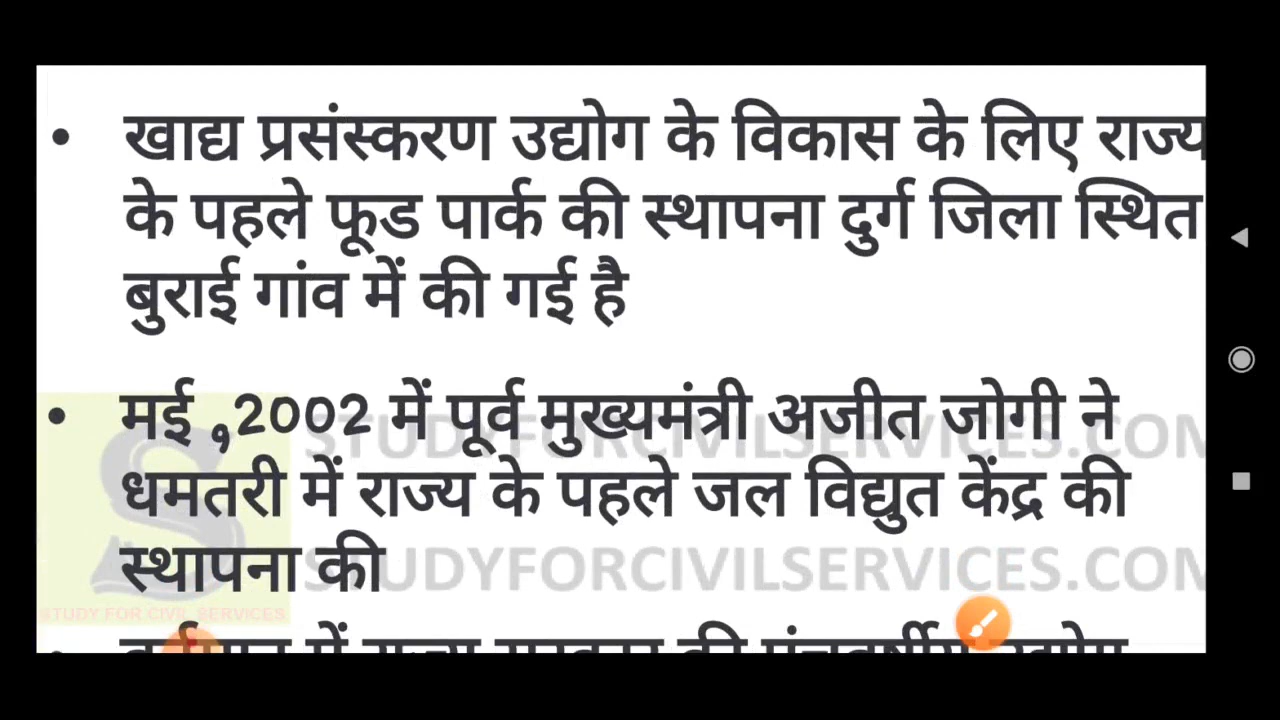 • खाद्य प्रसंस्करण उद्योग के विकास के लिए राज्य
के पहले फूड पार्क की स्थापना दुर्ग जिला स्थित
बुराई गांव में की गई है
• मई ,2002 में पूर्व मुख्यमंत्री अजीत जोगी ने
धमतरी में राज्य के पहले जल विद्युत केंद्र की
स्थापना की
STUDYFORCIVILSERVICES.COM
STUDYFORCIVILSERVICES.COM
STUDY FOR CIVIL SERVICES